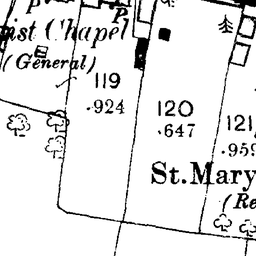 P.
P
ist Chapel
(General)
119
.924
120
.647
121
.959
St. Mary
(Re